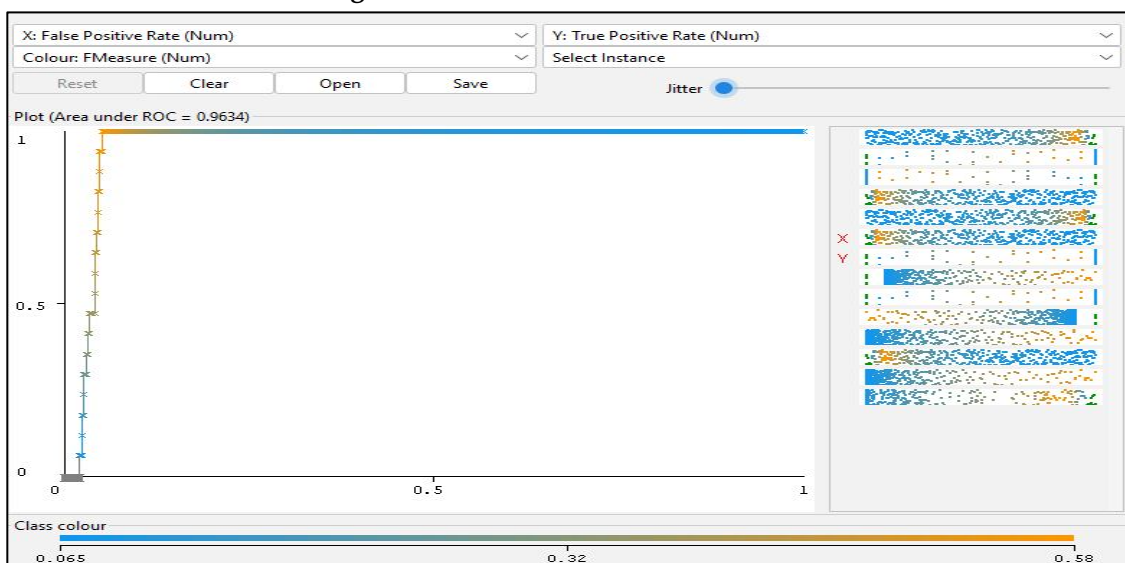 X: False Positive Rate (Num) Y: True Positive Rate (Num)
Colour: FMeasure (Num) Select Instance
Reset Clear Open Save Jitter
Plot (Area under ROC = 0.9634)
1
X
Y
0.5
0
0 0.5 1
Class colour
0.065 0.32 0.58